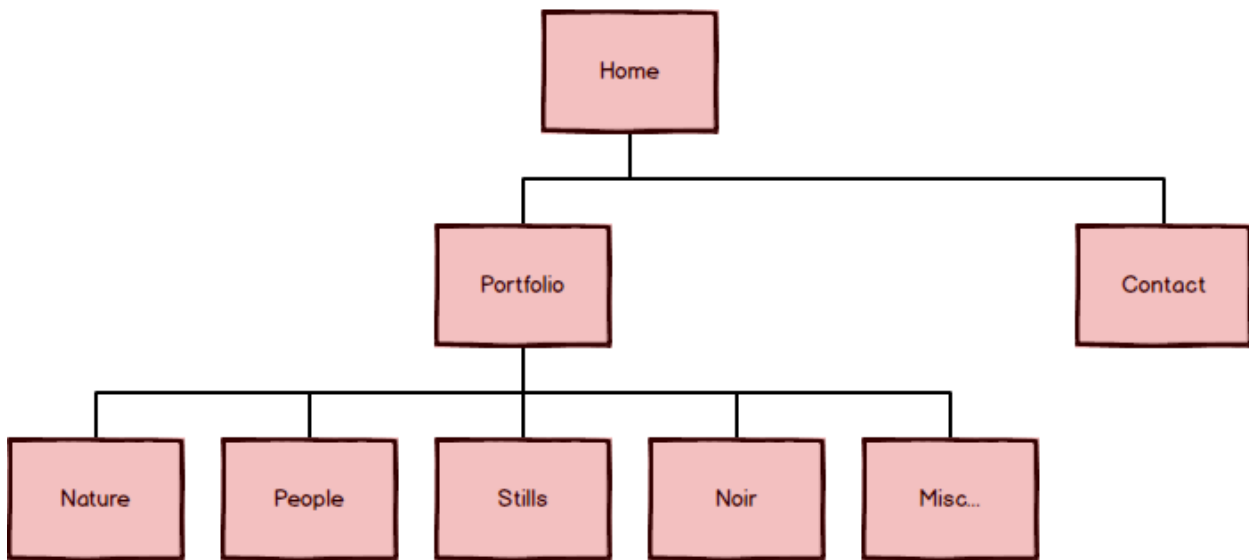 Home
Portfolio
Contact
Nature
People
Stills
Noir
Misc...